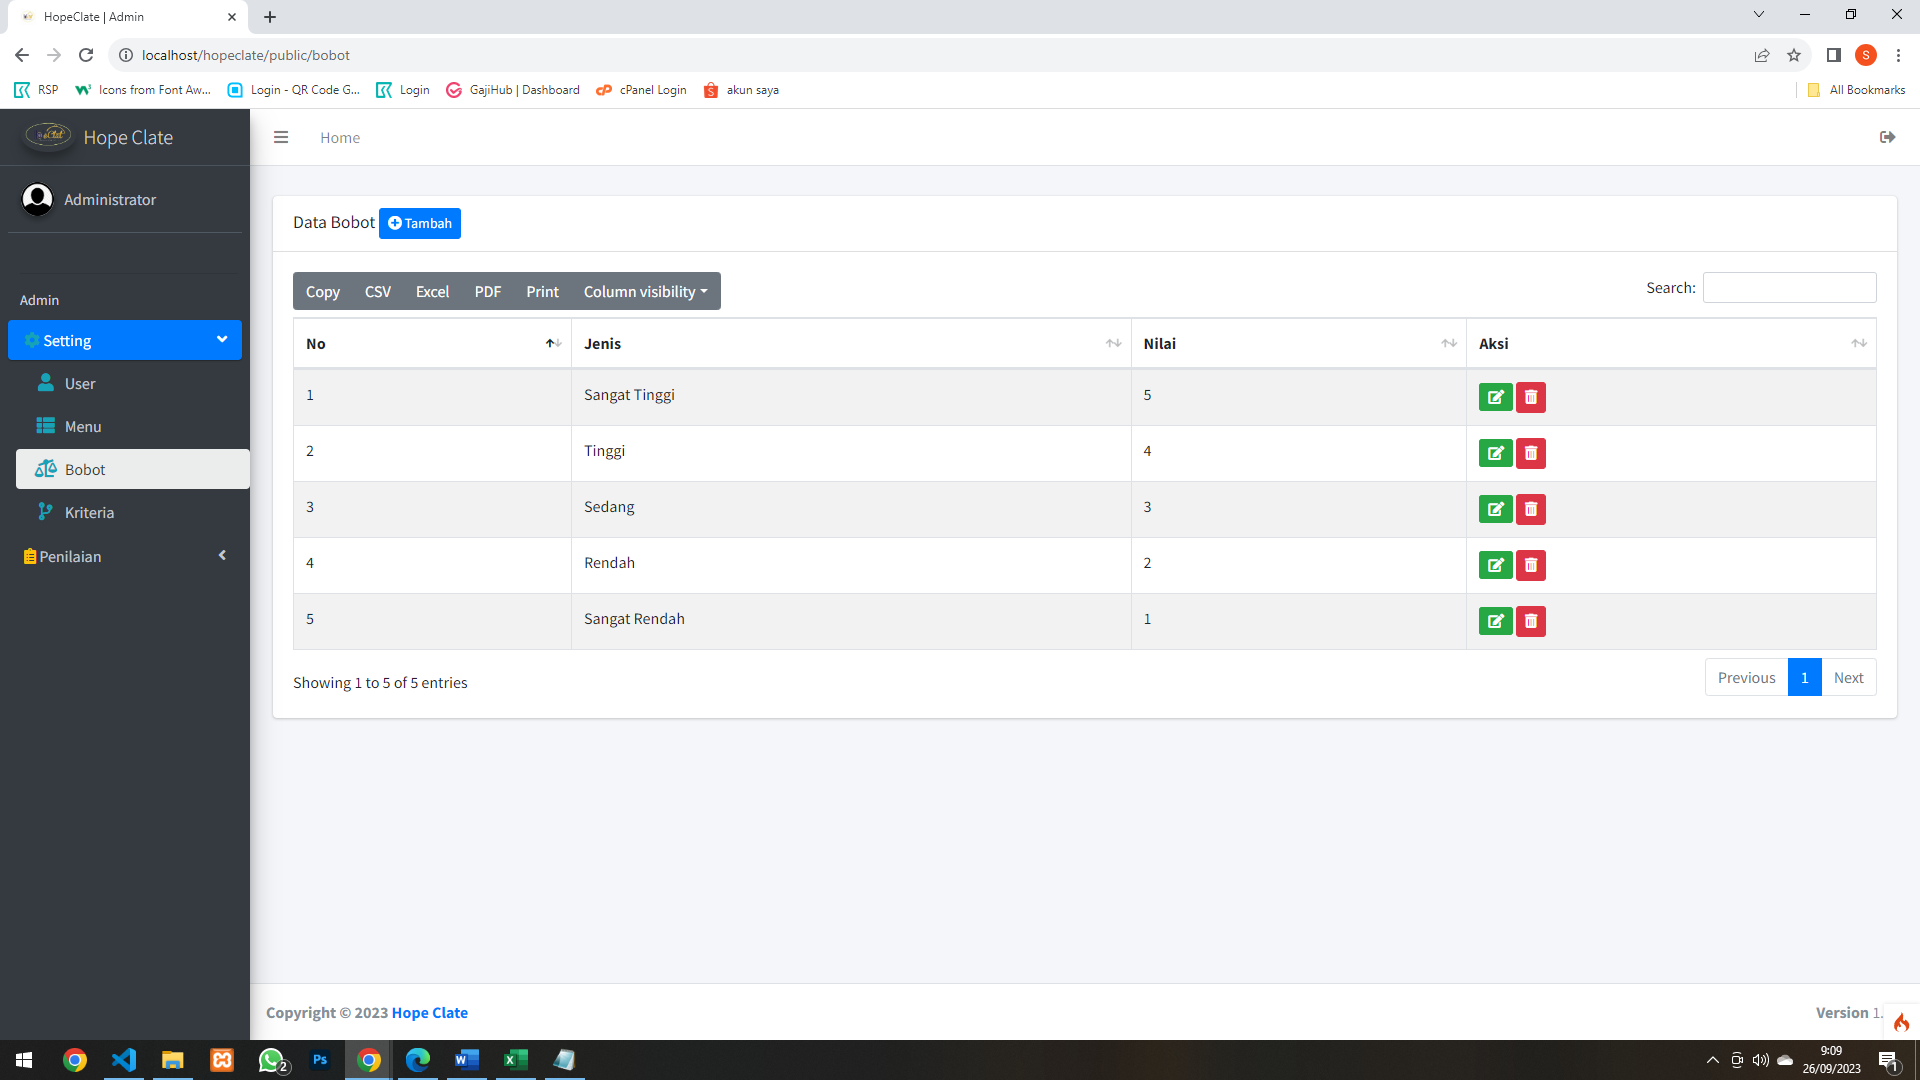 HopeClate | Admin
localhost/hopeclate/public/bobot
S
RSP
Icons from Font Aw...
Login - QR Code G...
Login
GajiHub | Dashboard
cPanel Login
akun saya
All Bookmarks
Hope Clate
Home
Administrator
Data Bobot Tambah
Admin
Setting
User
Menu
Bobot
Kriteria
Penilaian
Copy CSV Excel PDF Print Column visibility
Search:
No Jenis Nilai Aksi
1 Sangat Tinggi 5
2 Tinggi 4
3 Sedang 3
4 Rendah 2
5 Sangat Rendah 1
Showing 1 to 5 of 5 entries
Previous 1 Next
Copyright © 2023 Hope Clate
Version 1.
2
Ps
9:09
26/09/2023
1